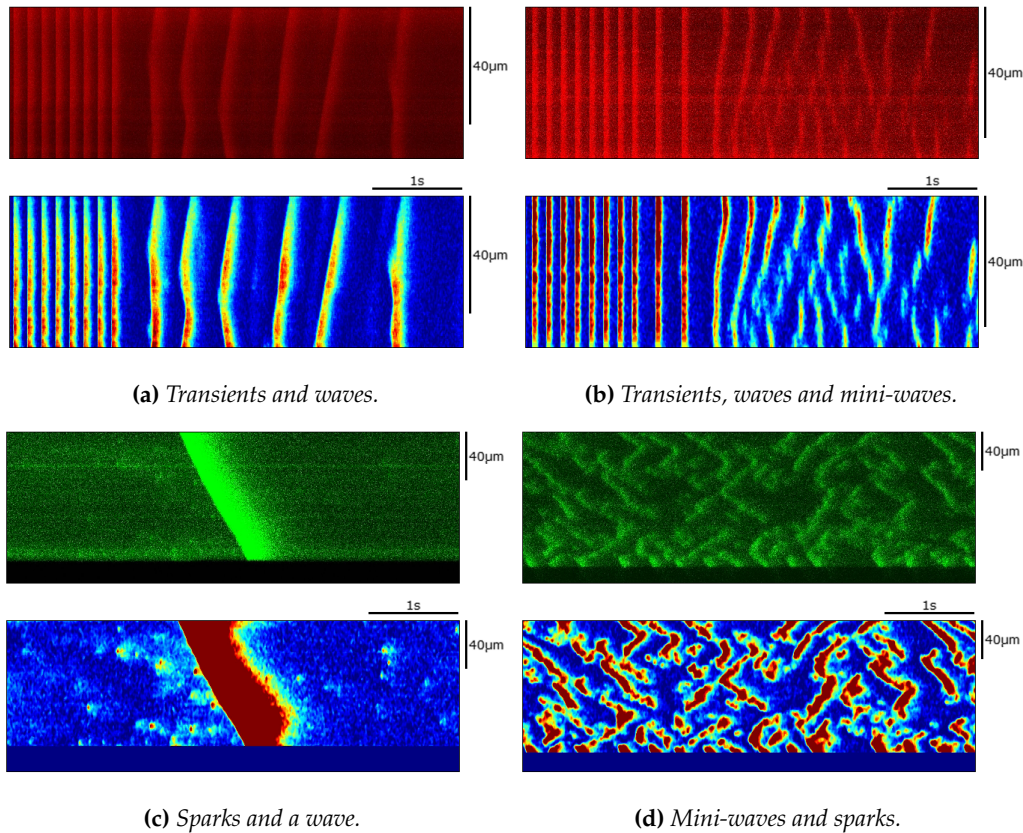 40μm
40μm
1s
1s
40μm
40μm
(a) Transients and waves.
(b) Transients, waves and mini-waves.
40μm
40μm
1s
1s
40μm
40μm
(c) Sparks and a wave.
(d) Mini-waves and sparks.